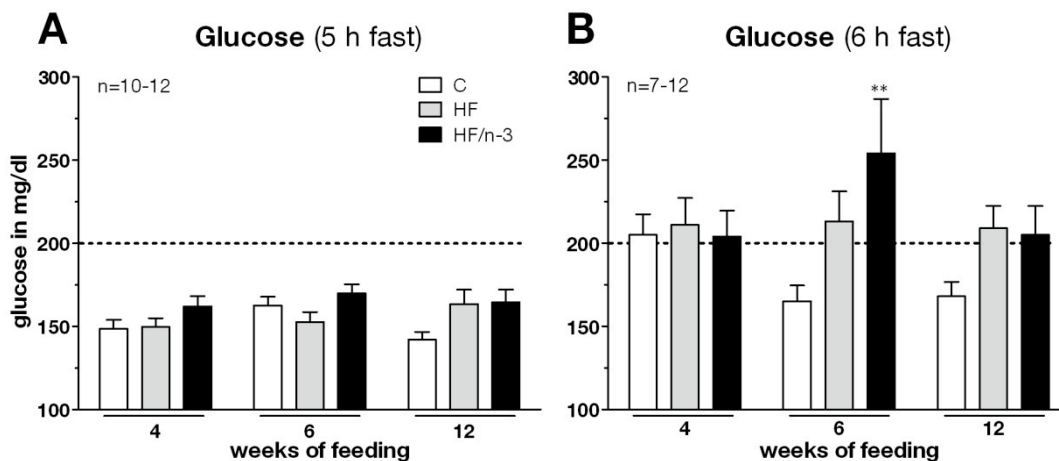 A
Glucose (5 h fast)
glucose in mg/dl
300
250
200
150
100
n=10-12
C
HF
HF/n-3
4
6
12
weeks of feeding
B
Glucose (6 h fast)
300
250
200
150
100
n=7-12
**
4
6
12
weeks of feeding